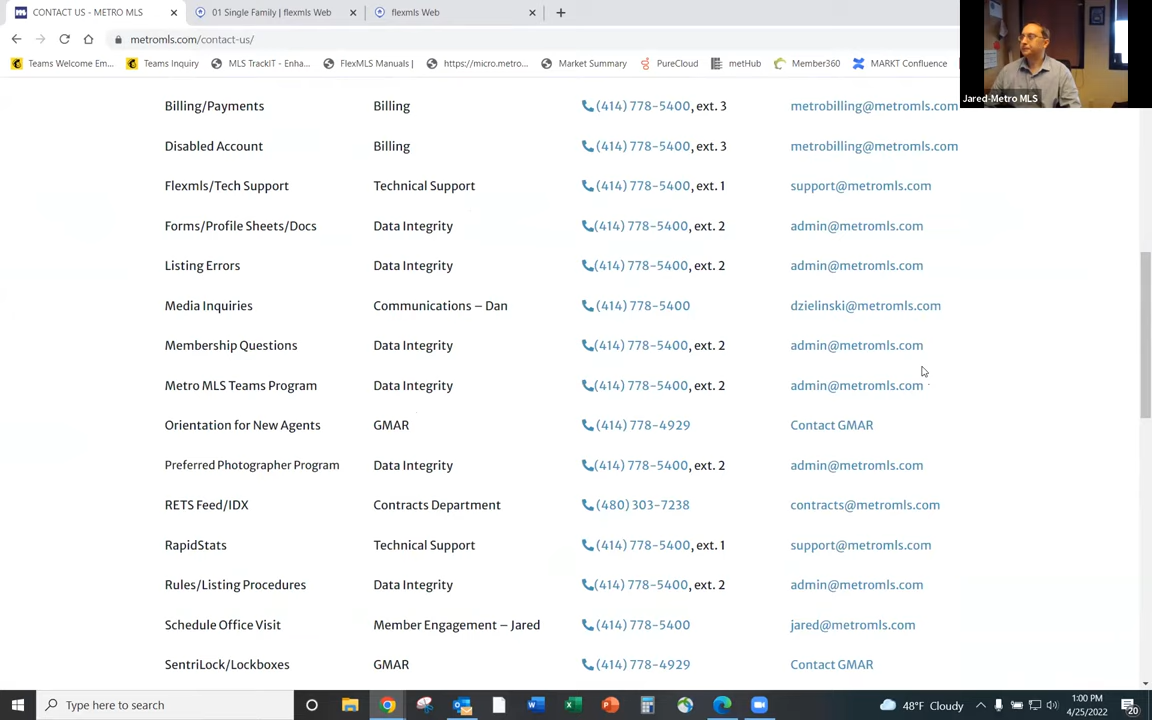 CONTACT US - METRO MLS
01 Single Family | flexmls Web
flexmls Web
metromls.com/contact-us/
Teams Welcome Em... Teams Inquiry MLS TrackIT - Enha... FlexMLS Manuals | https://micro.metro... Market Summary PureCloud metHub Member360 MARKT Confluence
Jared-Metro MLS
Billing/Payments Billing (414) 778-5400, ext. 3 metrobilling@metromls.com
Disabled Account Billing (414) 778-5400, ext. 3 metrobilling@metromls.com
Flexmls/Tech Support Technical Support (414) 778-5400, ext. 1 support@metromls.com
Forms/Profile Sheets/Docs Data Integrity (414) 778-5400, ext. 2 admin@metromls.com
Listing Errors Data Integrity (414) 778-5400, ext. 2 admin@metromls.com
Media Inquiries Communications – Dan (414) 778-5400 dzielinski@metromls.com
Membership Questions Data Integrity (414) 778-5400, ext. 2 admin@metromls.com
Metro MLS Teams Program Data Integrity (414) 778-5400, ext. 2 admin@metromls.com
Orientation for New Agents GMAR (414) 778-4929 Contact GMAR
Preferred Photographer Program Data Integrity (414) 778-5400, ext. 2 admin@metromls.com
RETS Feed/IDX Contracts Department (480) 303-7238 contracts@metromls.com
RapidStats Technical Support (414) 778-5400, ext. 1 support@metromls.com
Rules/Listing Procedures Data Integrity (414) 778-5400, ext. 2 admin@metromls.com
Schedule Office Visit Member Engagement – Jared (414) 778-5400 jared@metromls.com
SentriLock/Lockboxes GMAR (414) 778-4929 Contact GMAR
Type here to search
48°F Cloudy
1:00 PM
4/25/2022
20